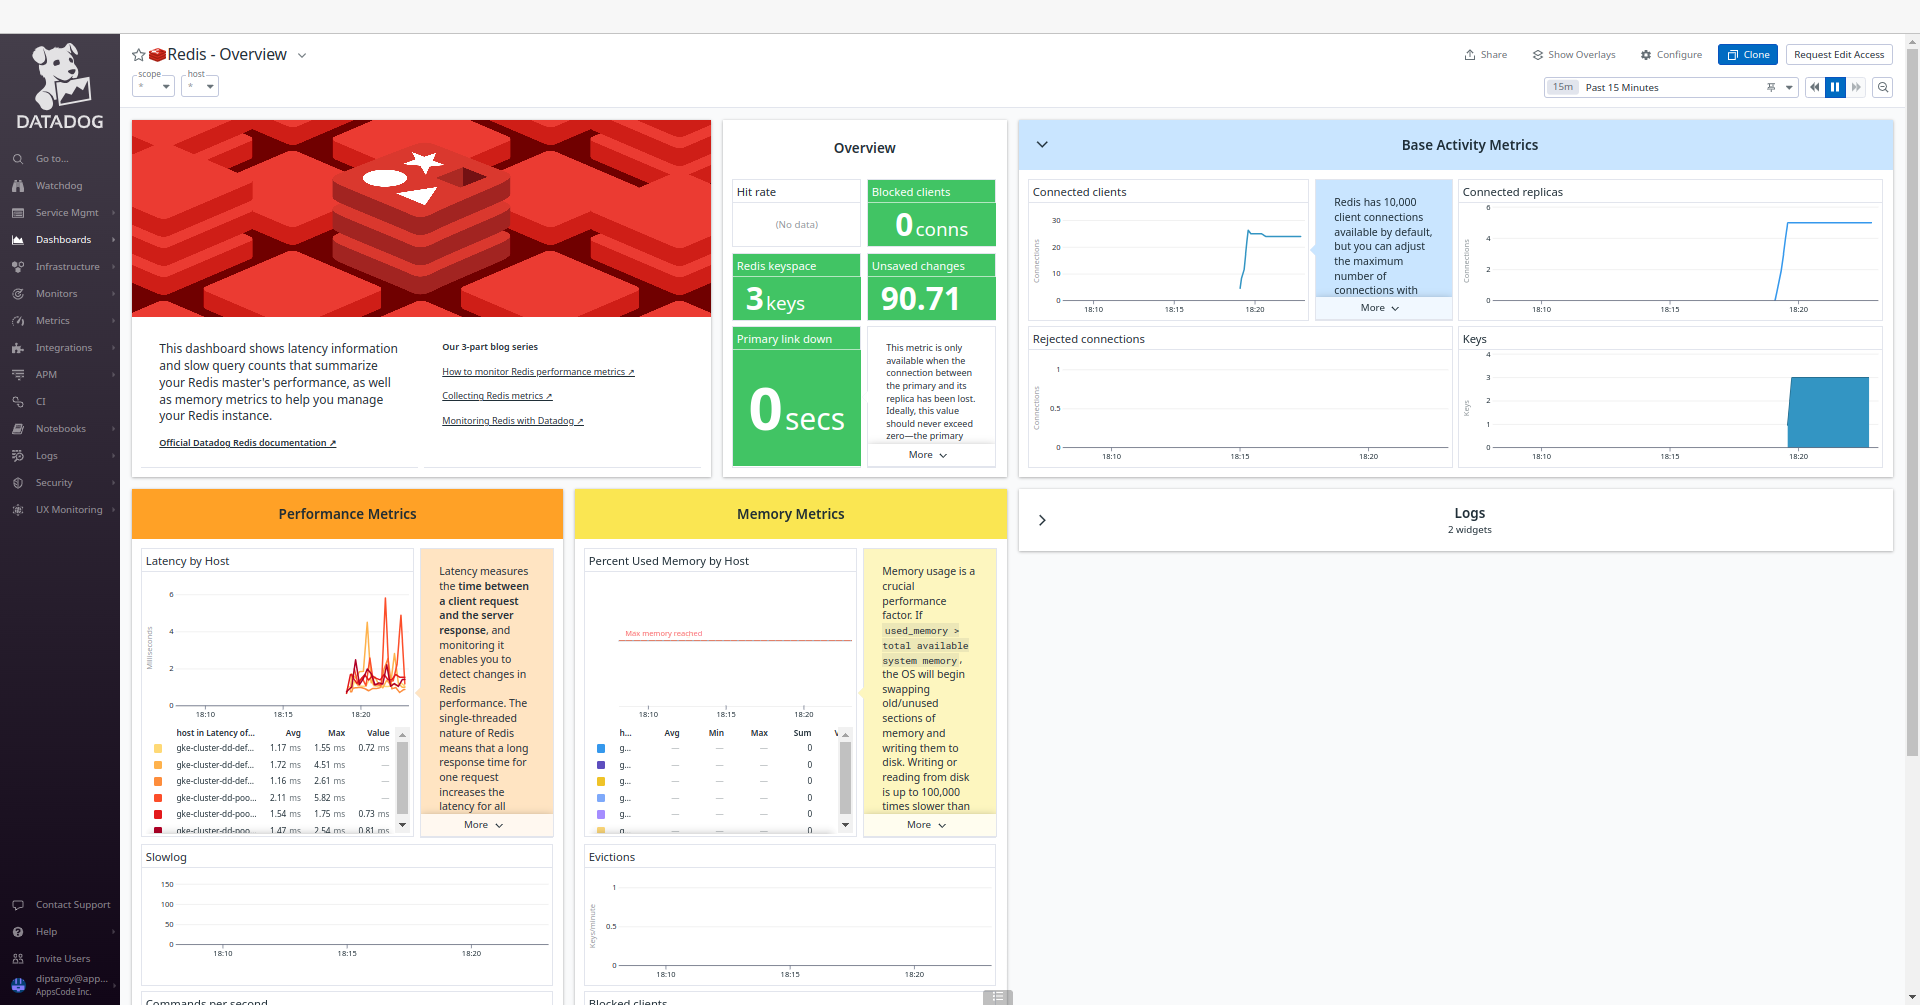 DATADOG
Go to...
Watchdog
Service Mgmt
Dashboards
Infrastructure
Monitors
Metrics
Integrations
APM
CI
Notebooks
Logs
Security
UX Monitoring
Contact Support
Help
Invite Users
diptaroy@app...
AppsCode Inc.
Redis - Overview
Share
Show Overlays
Configure
Clone
Request Edit Access
scope
*
host
*
15m Past 15 Minutes
This dashboard shows latency information
and slow query counts that summarize
your Redis master's performance, as well
as memory metrics to help you manage
your Redis instance.
Official Datadog Redis documentation ↗
Our 3-part blog series
How to monitor Redis performance metrics ↗
Collecting Redis metrics ↗
Monitoring Redis with Datadog ↗
Overview
Hit rate
(No data)
Blocked clients
0 conns
Redis keyspace
3 keys
Unsaved changes
90.71
Primary link down
0 secs
This metric is only
available when the
connection between
the primary and its
replica has been lost.
Ideally, this value
should never exceed
zero—the primary
More
Base Activity Metrics
Connected clients
Connections
30
20
10
0
18:10 18:15 18:20
Redis has 10,000
client connections
available by default,
but you can adjust
the maximum
number of
connections with
More
Connected replicas
Connections
6
4
2
0
18:10 18:15 18:20
Rejected connections
Connections
1
0.5
0
18:10 18:15 18:20
Keys
Keys
4
3
2
1
0
18:10 18:15 18:20
Performance Metrics
Latency by Host
Milliseconds
6
4
2
0
18:10 18:15 18:20
host in Latency of... Avg Max Value
gke-cluster-dd-def... 1.17 ms 1.55 ms 0.72 ms
gke-cluster-dd-def... 1.72 ms 4.51 ms —
gke-cluster-dd-def... 1.16 ms 2.61 ms
gke-cluster-dd-poo... 2.11 ms 5.82 ms —
gke-cluster-dd-poo... 1.54 ms 1.75 ms 0.73 ms
gke-cluster-dd-poo... 1.47 ms 2.54 ms 0.81 ms
Latency measures
the time between
a client request
and the server
response, and
monitoring it
enables you to
detect changes in
Redis
performance. The
single-threaded
nature of Redis
means that a long
response time for
one request
increases the
latency for all
More
Slowlog
150
100
50
0
18:10 18:15 18:20
Commands per second
Memory Metrics
Percent Used Memory by Host
Max memory reached
18:10 18:15 18:20
h... Avg Min Max Sum V
g... — — — 0
g... — — — 0
g... — — — 0
g... — — — 0
g... — — — 0
g... — — — 0
Memory usage is a
crucial
performance
factor. If
used_memory >
total available
system memory,
the OS will begin
swapping
old/unused
sections of
memory and
writing them to
disk. Writing or
reading from disk
is up to 100,000
times slower than
More
Evictions
Keys/minute
1
0.5
0
18:10 18:15 18:20
Blocked clients
Logs
2 widgets